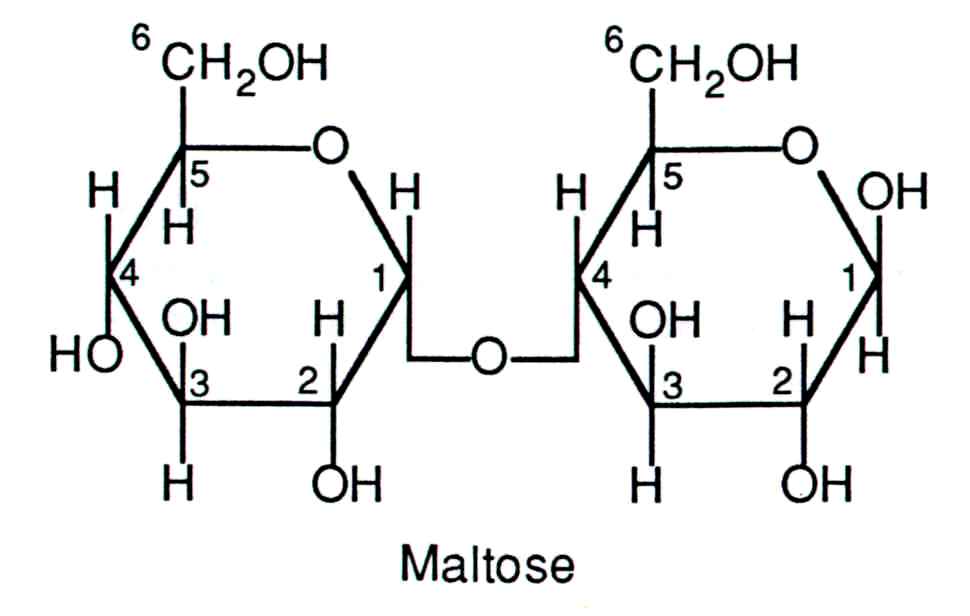 6CH2OH 6CH2OH
5 O 5 O
H H H H H OH
4 1 4 1
OH H OH H
HO 3 2 O 3 2 H
H OH H OH
Maltose